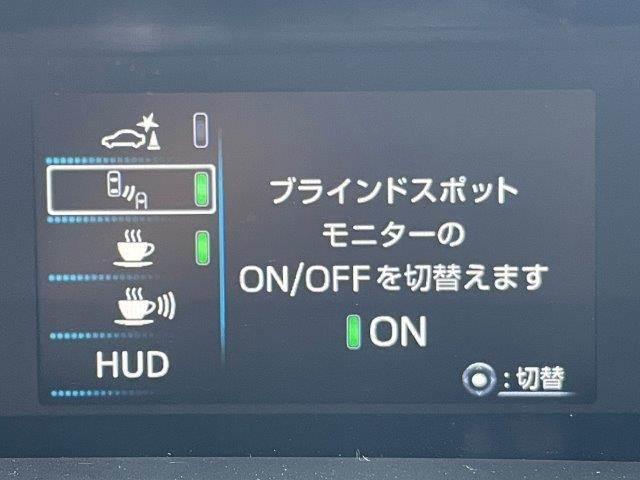 HUD
ブラインドスポット
モニターの
ON/OFFを切替えます
ON
:切替